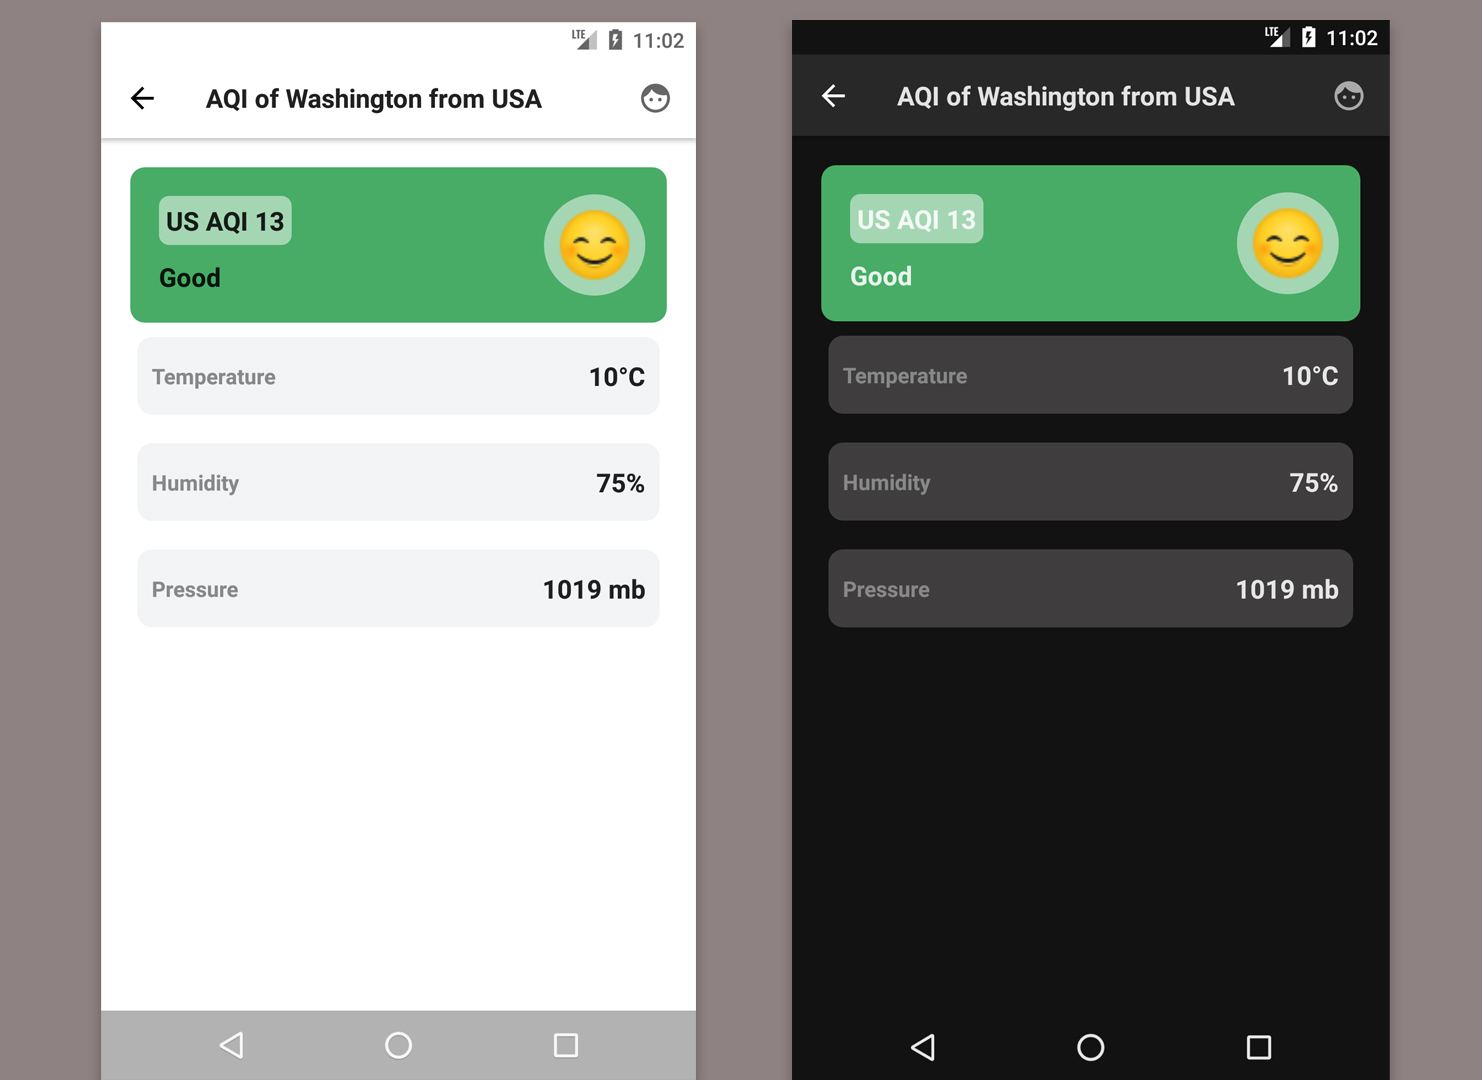 LTE 11:02
AQI of Washington from USA
US AQI 13
Good
Temperature 10°C
Humidity 75%
Pressure 1019 mb
LTE 11:02
AQI of Washington from USA
US AQI 13
Good
Temperature 10°C
Humidity 75%
Pressure 1019 mb